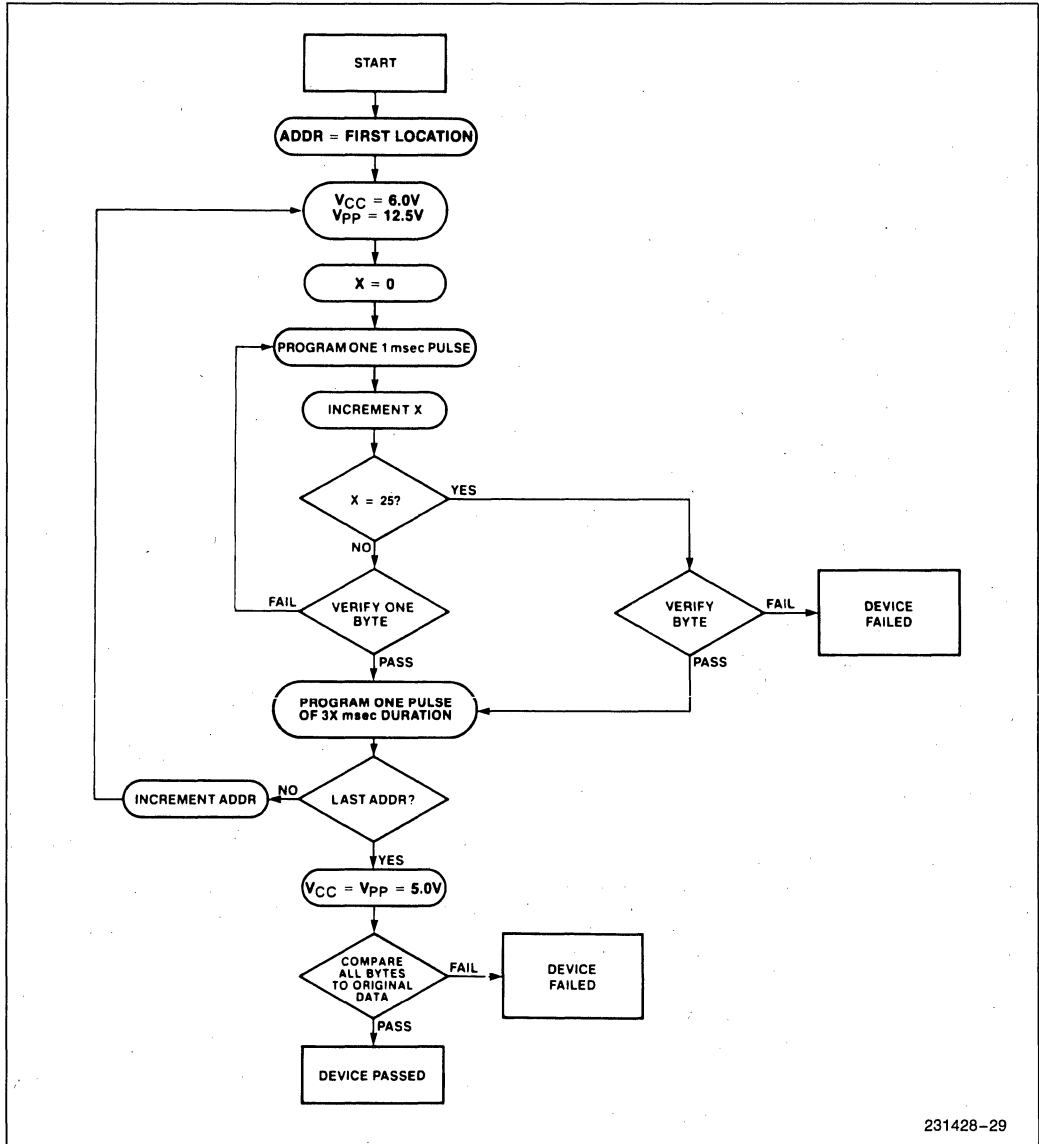 START
ADDR = FIRST LOCATION
VCC = 6.0V
VPP = 12.5V
X = 0
PROGRAM ONE 1 msec PULSE
INCREMENT X
X = 25?
YES
NO
VERIFY ONE
BYTE
FAIL
PASS
VERIFY
BYTE
FAIL
DEVICE
FAILED
PASS
PROGRAM ONE PULSE
OF 3X msec DURATION
LAST ADDR?
NO
INCREMENT ADDR
YES
VCC = VPP = 5.0V
COMPARE
ALL BYTES
TO ORIGINAL
DATA
FAIL
DEVICE
FAILED
PASS
DEVICE PASSED
231428–29